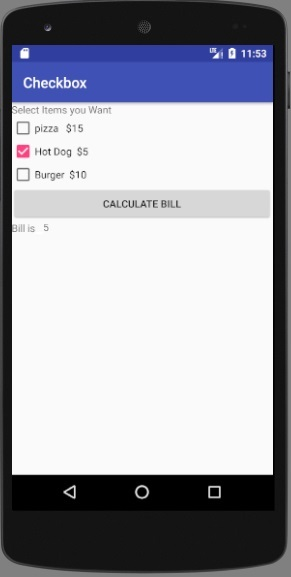 LTE 11:53
Checkbox
Select Items you Want
pizza $15
Hot Dog $5
Burger $10
CALCULATE BILL
Bill is 5